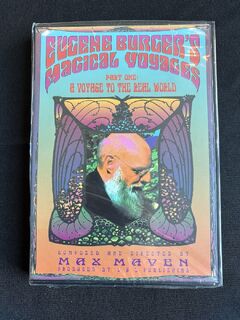 EUGENE BURGER'S
MAGICAL VOYAGES
PART ONE:
A VOYAGE TO THE REAL WORLD
COMPOSED AND DIRECTED BY
MAX MAVEN
PRODUCED BY L & L PUBLISHING